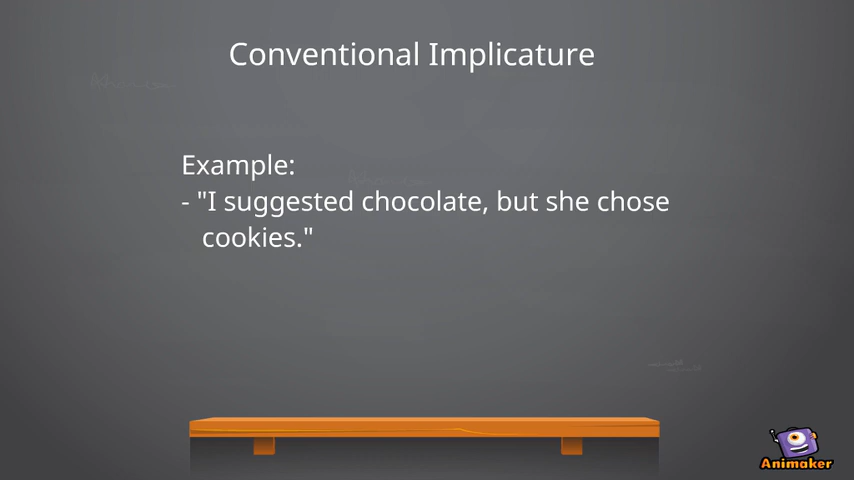 Conventional Implicature
Example:
- "I suggested chocolate, but she chose
cookies."
Animaker